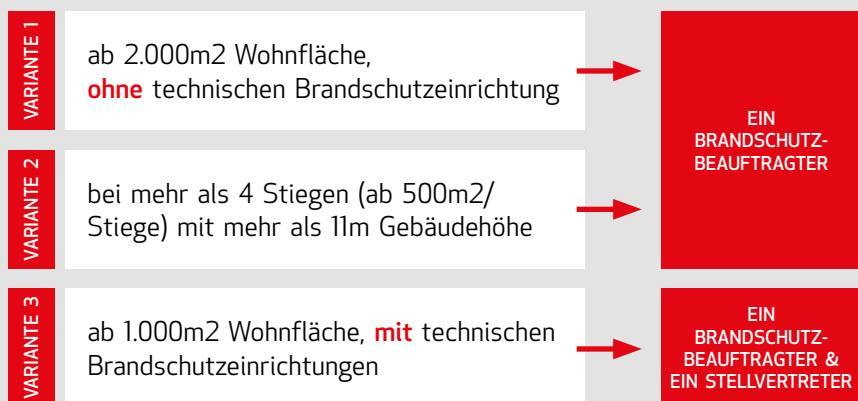 VARIANTE 1
ab 2.000m2 Wohnfläche,
ohne technischen Brandschutzeinrichtung
VARIANTE 2
bei mehr als 4 Stiegen (ab 500m2/
Stiege) mit mehr als 11m Gebäudehöhe
EIN
BRANDSCHUTZ-
BEAUFTRAGTER
VARIANTE 3
ab 1.000m2 Wohnfläche, mit technischen
Brandschutzeinrichtungen
EIN
BRANDSCHUTZ-
BEAUFTRAGTER &
EIN STELLVERTRETER